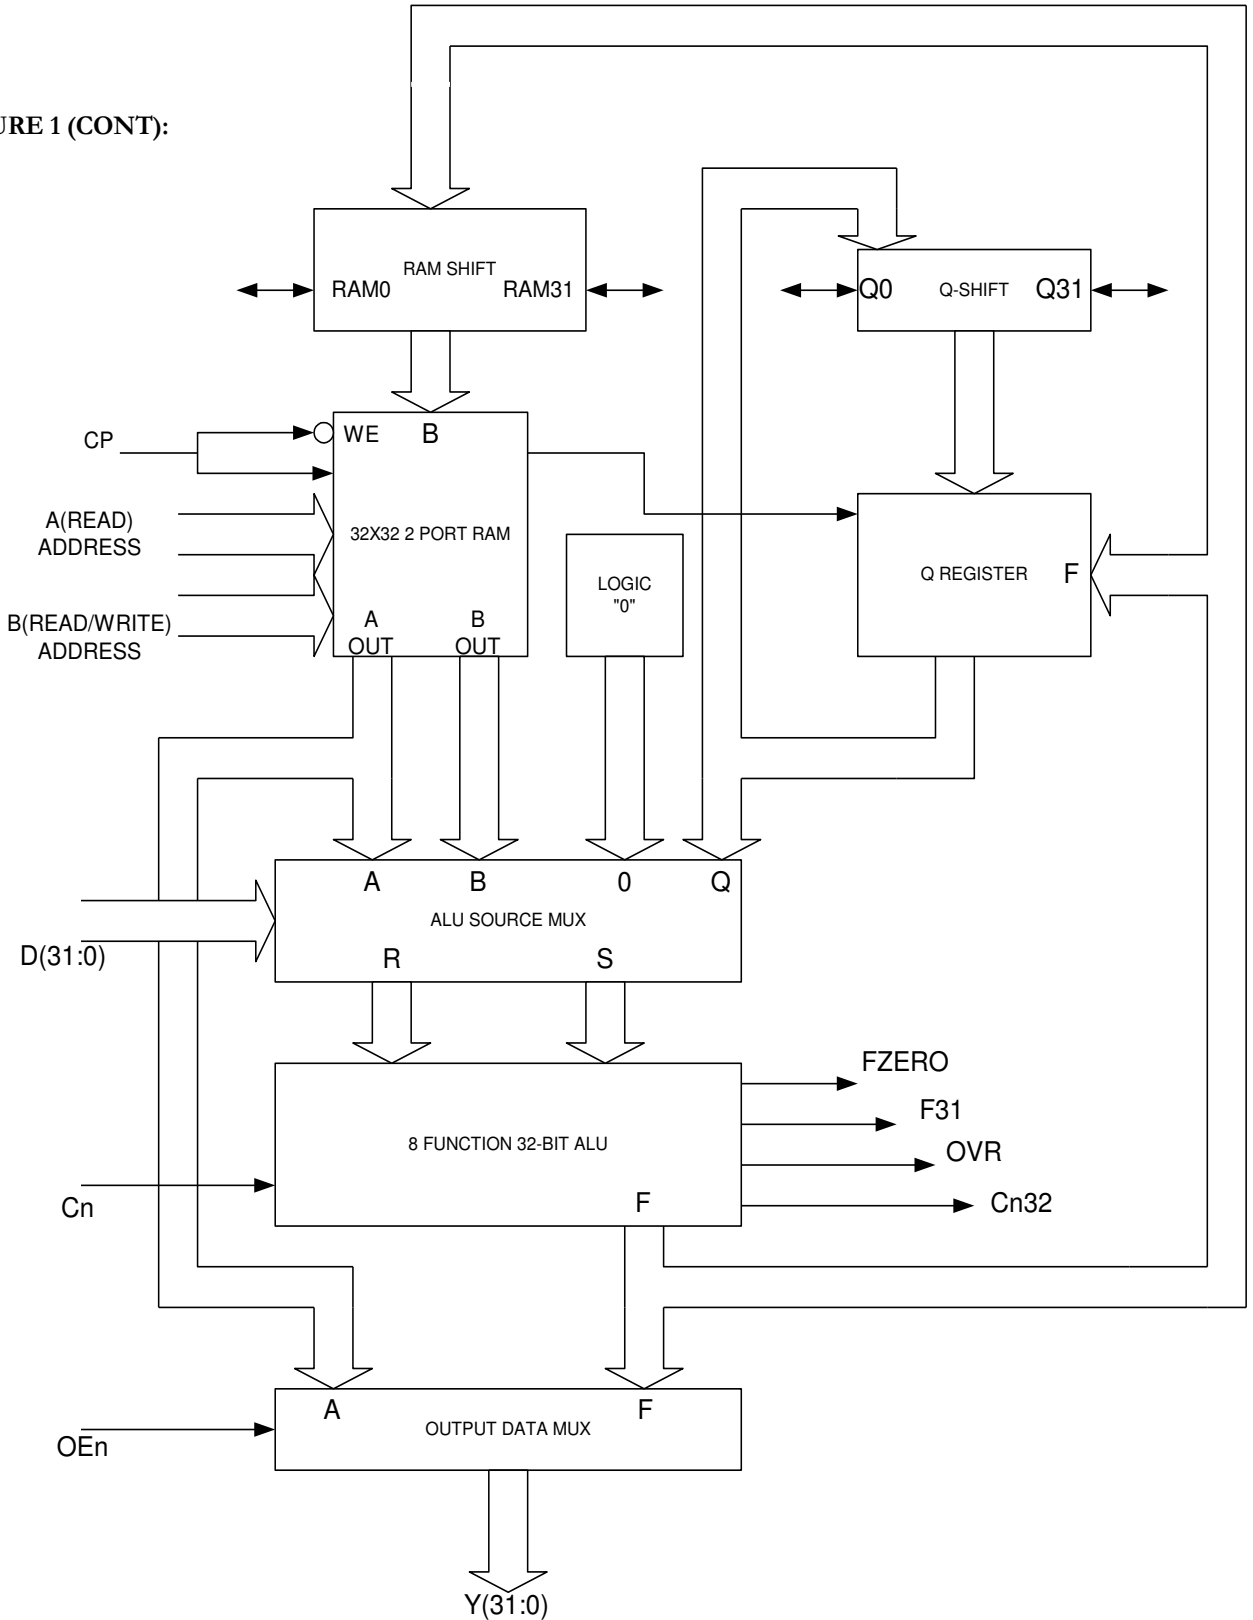 URE 1 (CONT):
RAM SHIFT
RAM0
RAM31
Q0
Q-SHIFT
Q31
CP
WE
B
A(READ)
ADDRESS
32X32 2 PORT RAM
B(READ/WRITE)
ADDRESS
A
OUT
B
OUT
LOGIC
"0"
Q REGISTER
F
A
B
0
Q
ALU SOURCE MUX
D(31:0)
R
S
FZERO
F31
OVR
Cn32
8 FUNCTION 32-BIT ALU
Cn
F
A
F
OUTPUT DATA MUX
OEn
Y(31:0)